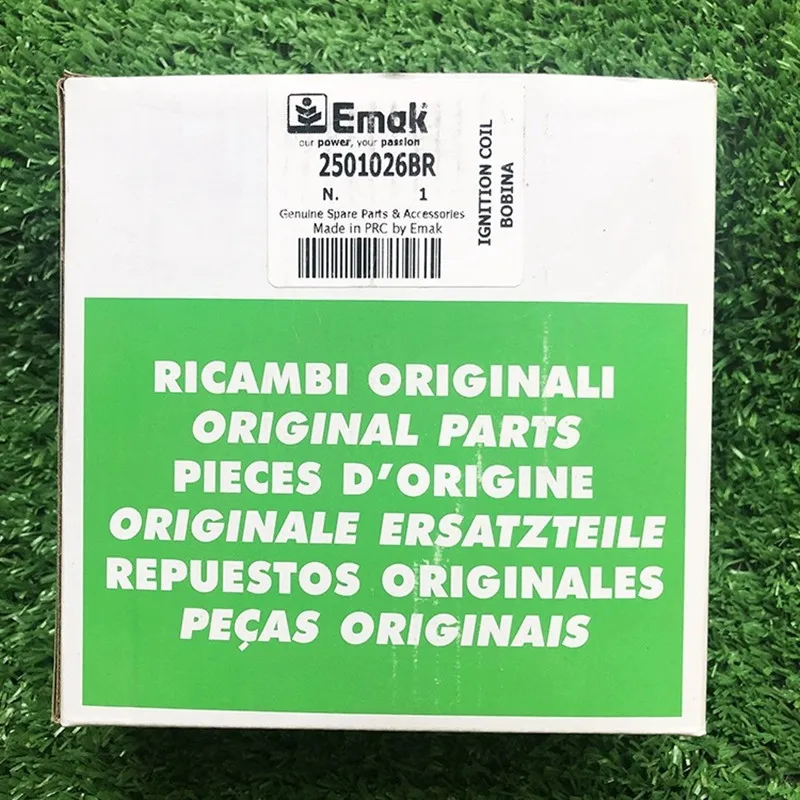 Emak®
our power, your passion
2501026BR
N. 1
Genuine Spare Parts & Accessories
Made in PRC by Emak
IGNITION COIL
BOBINA
RICAMBI ORIGINALI
ORIGINAL PARTS
PIECES D'ORIGINE
ORIGINALE ERSATZTEILE
REPUESTOS ORIGINALES
PEÇAS ORIGINAIS